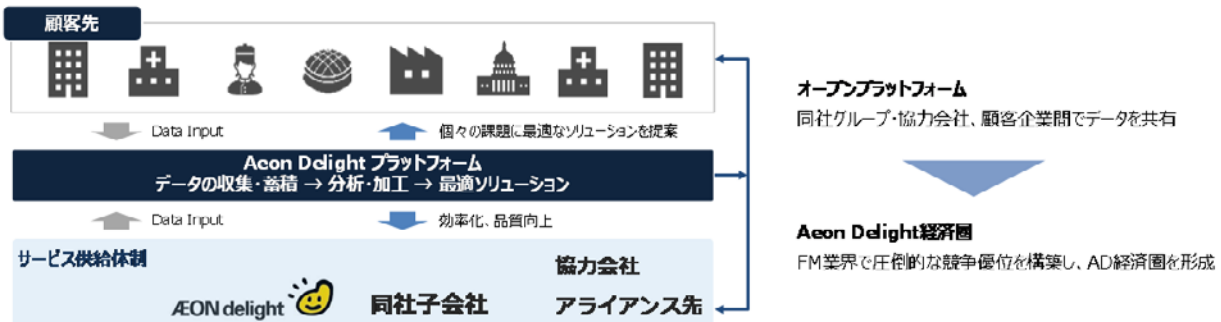 顧客先
Data Input
個々の課題に最適なソリューションを提案
Aeon Delight プラットフォーム
データの収集・蓄積 → 分析・加工 → 最適ソリューション
Data Input
効率化、品質向上
サービス供給体制
ÆON delight
同社子会社
協力会社
アライアンス先
オープンプラットフォーム
同社グループ・協力会社、顧客企業間でデータを共有
Aeon Delight経済圏
FM業界で圧倒的な競争優位を構築し、AD経済圏を形成